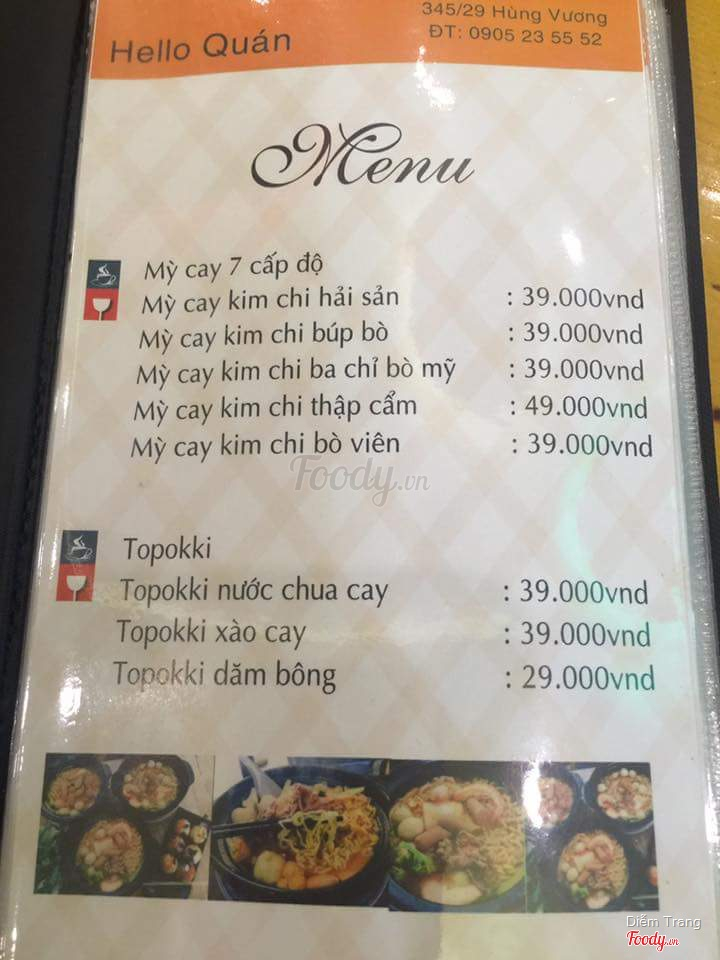 345/29 Hùng Vương
Hello Quán
ĐT: 0905 23 55 52
Menu
Mỳ cay 7 cấp độ
Mỳ cay kim chi hải sản : 39.000vnd
Mỳ cay kim chi búp bò : 39.000vnd
Mỳ cay kim chi ba chỉ bò mỹ : 39.000vnd
Mỳ cay kim chi thập cẩm : 49.000vnd
Mỳ cay kim chi bò viên : 39.000vnd
Foody.vn
Topokki
Topokki nước chua cay : 39.000vnd
Topokki xào cay : 39.000vnd
Topokki dăm bông : 29.000vnd
Diễm Trang
Foody.vn